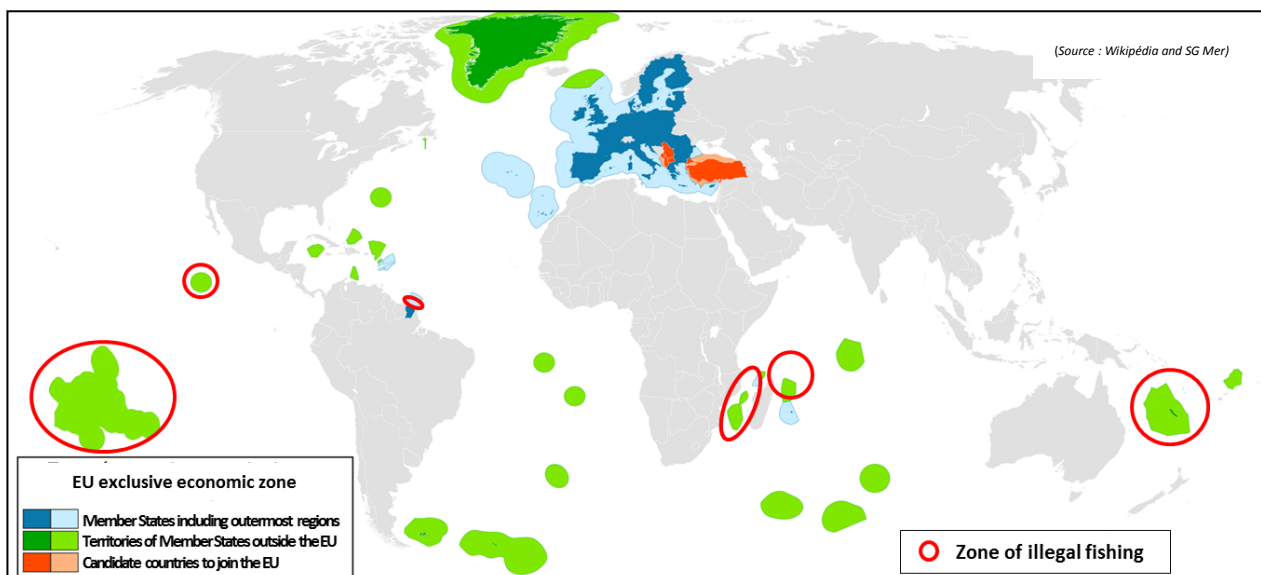 (Source : Wikipédia and SG Mer)
EU exclusive economic zone
Member States including outermost regions
Territories of Member States outside the EU
Candidate countries to join the EU
Zone of illegal fishing